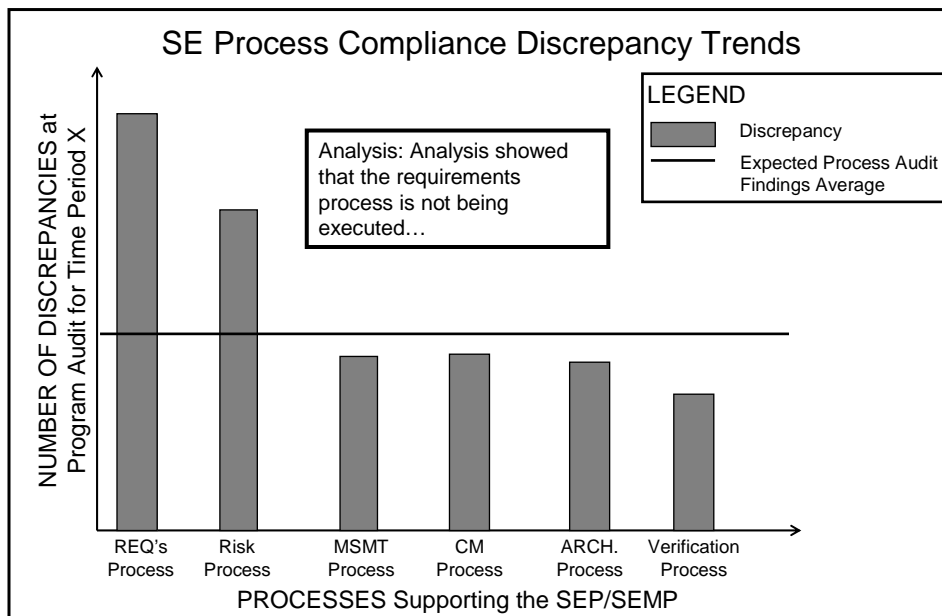 SE Process Compliance Discrepancy Trends
NUMBER OF DISCREPANCIES at
Program Audit for Time Period X
LEGEND
Discrepancy
Expected Process Audit
Findings Average
Analysis: Analysis showed
that the requirements
process is not being
executed…
REQ's
Process
Risk
Process
MSMT
Process
CM
Process
ARCH.
Process
Verification
Process
PROCESSES Supporting the SEP/SEMP